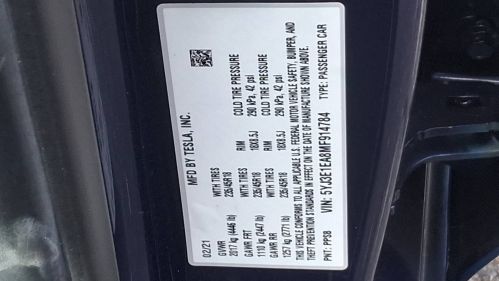 MFD BY TESLA, INC.
02/21
GVWR
2017 kg (4446 lb)
GAWR FRT WITH TIRES RIM COLD TIRE PRESSURE
1110 kg (2447 lb) 235/45R18 18X8.5J 290 kPa, 42 psi
GAWR RR WITH TIRES RIM COLD TIRE PRESSURE
1257 kg (2771 lb) 235/45R18 18X8.5J 290 kPa, 42 psi
THIS VEHICLE CONFORMS TO ALL APPLICABLE U.S. FEDERAL MOTOR VEHICLE SAFETY, BUMPER, AND
THEFT PREVENTION STANDARDS IN EFFECT ON THE DATE OF MANUFACTURE SHOWN ABOVE.
VIN: 5YJ3E1EA8MF914784 TYPE: PASSENGER CAR
PNT: PPSB